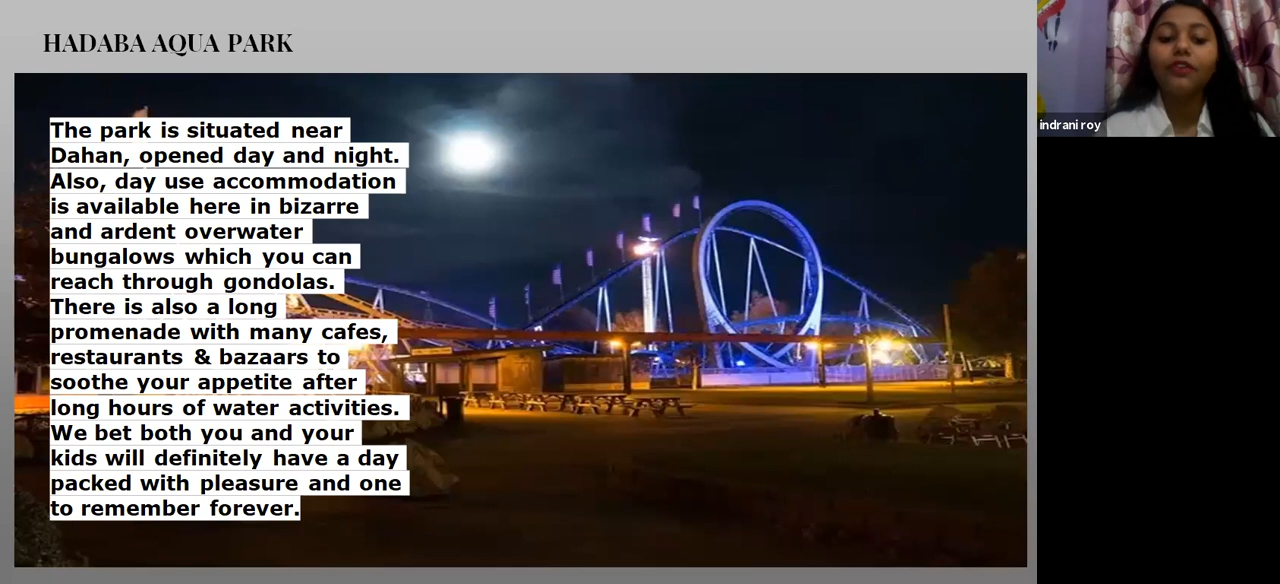 HADABA AQUA PARK
The park is situated near
Dahan, opened day and night.
Also, day use accommodation
is available here in bizarre
and ardent overwater
bungalows which you can
reach through gondolas.
There is also a long
promenade with many cafes,
restaurants & bazaars to
soothe your appetite after
long hours of water activities.
We bet both you and your
kids will definitely have a day
packed with pleasure and one
to remember forever.
indrani roy